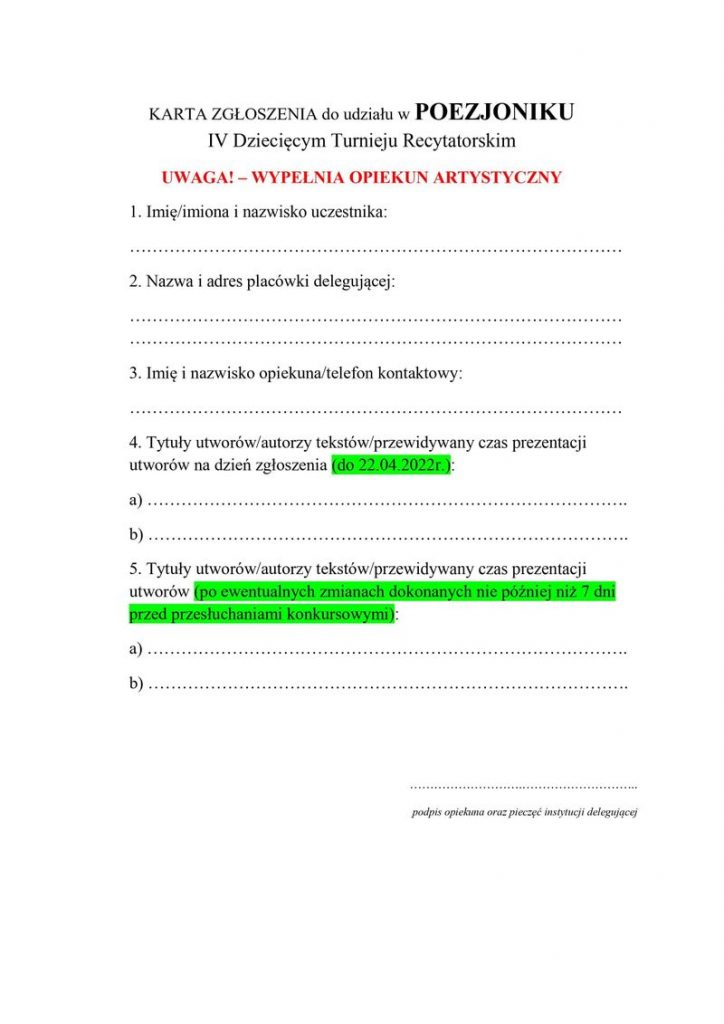 KARTA ZGŁOSZENIA do udziału w POEZJONIKU
IV Dziecięcym Turnieju Recytatorskim
UWAGA! – WYPEŁNIA OPIEKUN ARTYSTYCZNY
1. Imię/imiona i nazwisko uczestnika:
……………………………………………………………………………
2. Nazwa i adres placówki delegującej:
……………………………………………………………………………
……………………………………………………………………………
3. Imię i nazwisko opiekuna/telefon kontaktowy:
……………………………………………………………………………
4. Tytuły utworów/autorzy tekstów/przewidywany czas prezentacji
utworów na dzień zgłoszenia (do 22.04.2022r.):
a) ………………………………………………………………………….
b) ………………………………………………………………………….
5. Tytuły utworów/autorzy tekstów/przewidywany czas prezentacji
utworów (po ewentualnych zmianach dokonanych nie później niż 7 dni
przed przesłuchaniami konkursowymi):
a) ………………………………………………………………………….
b) ………………………………………………………………………….
………………………..………………………..
podpis opiekuna oraz pieczęć instytucji delegującej